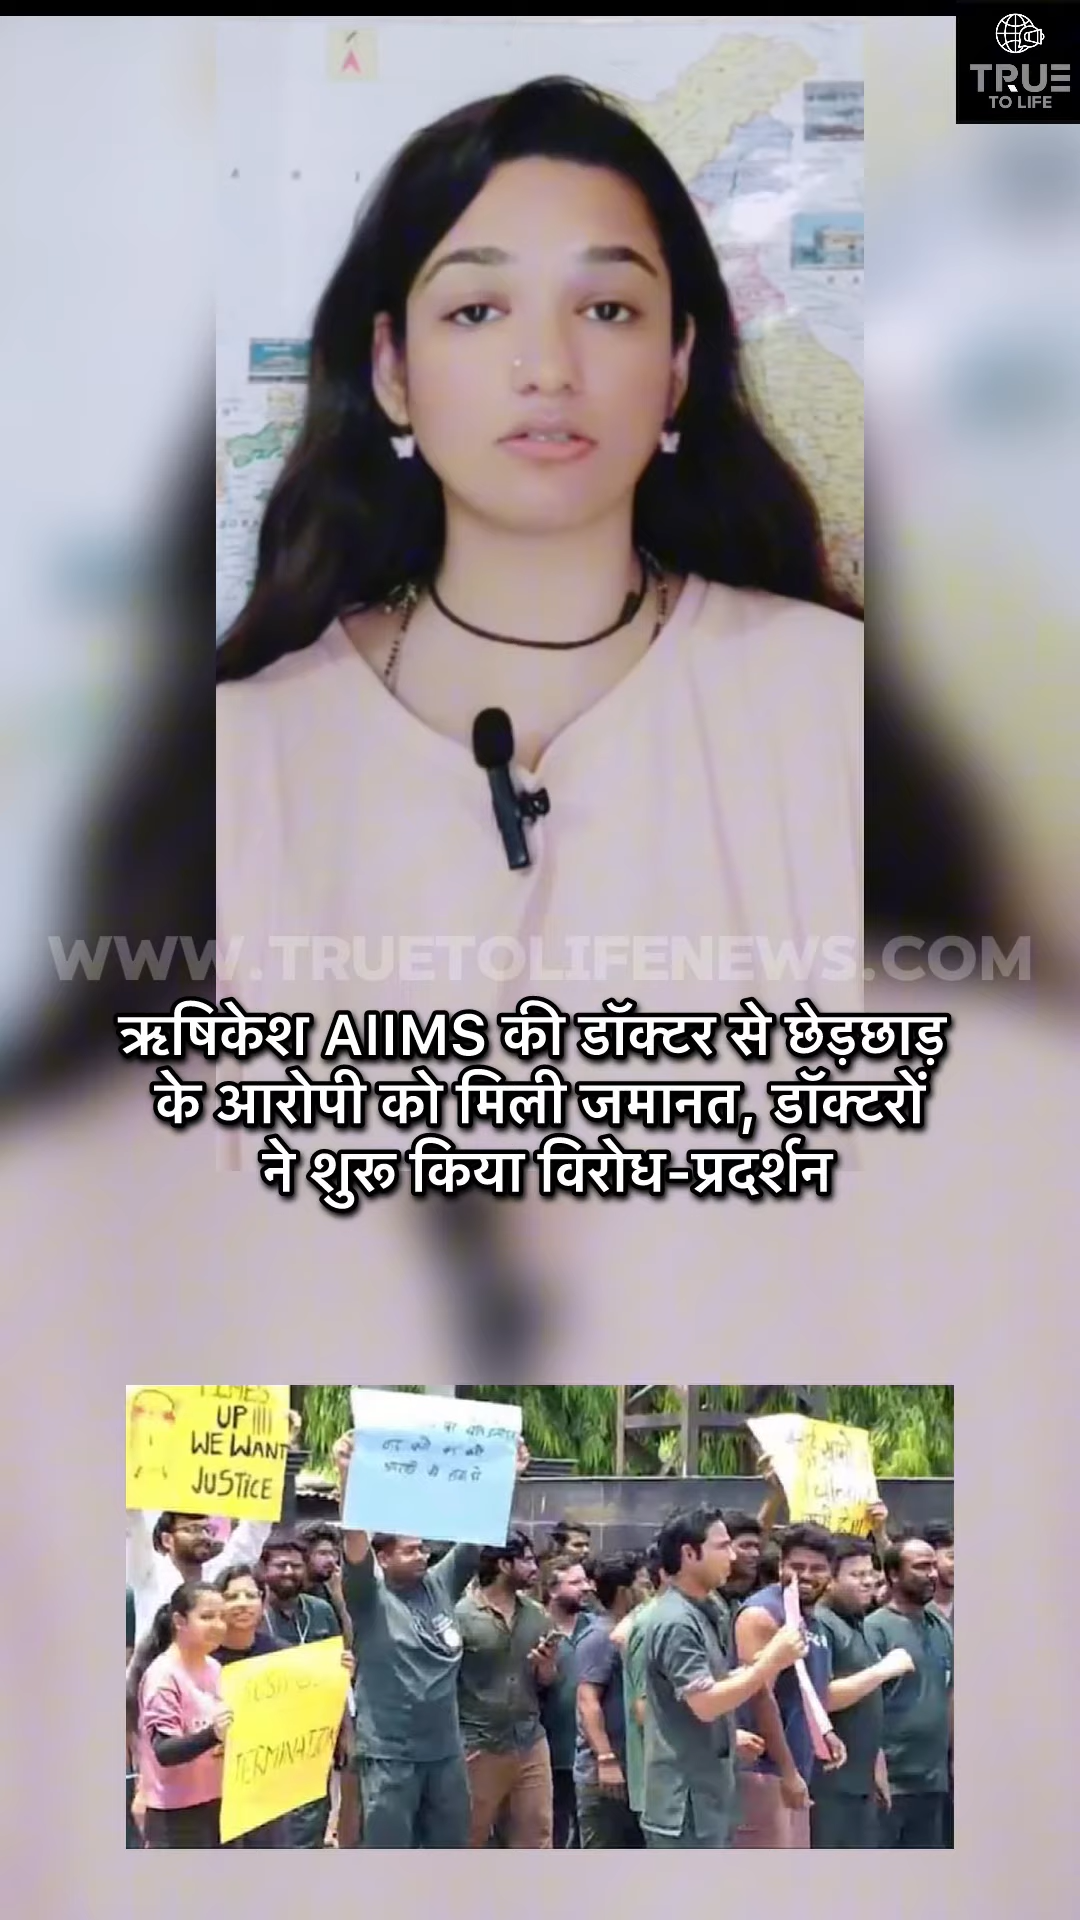 TRUE
TO LIFE
WWW.TRUETOLIFENEWS.COM
ऋषिकेश AIIMS की डॉक्टर से छेड़छाड़
के आरोपी को मिली जमानत, डॉक्टरों
ने शुरू किया विरोध-प्रदर्शन
TIMES
UP
WE WANT
JUSTICE
TERMINATION